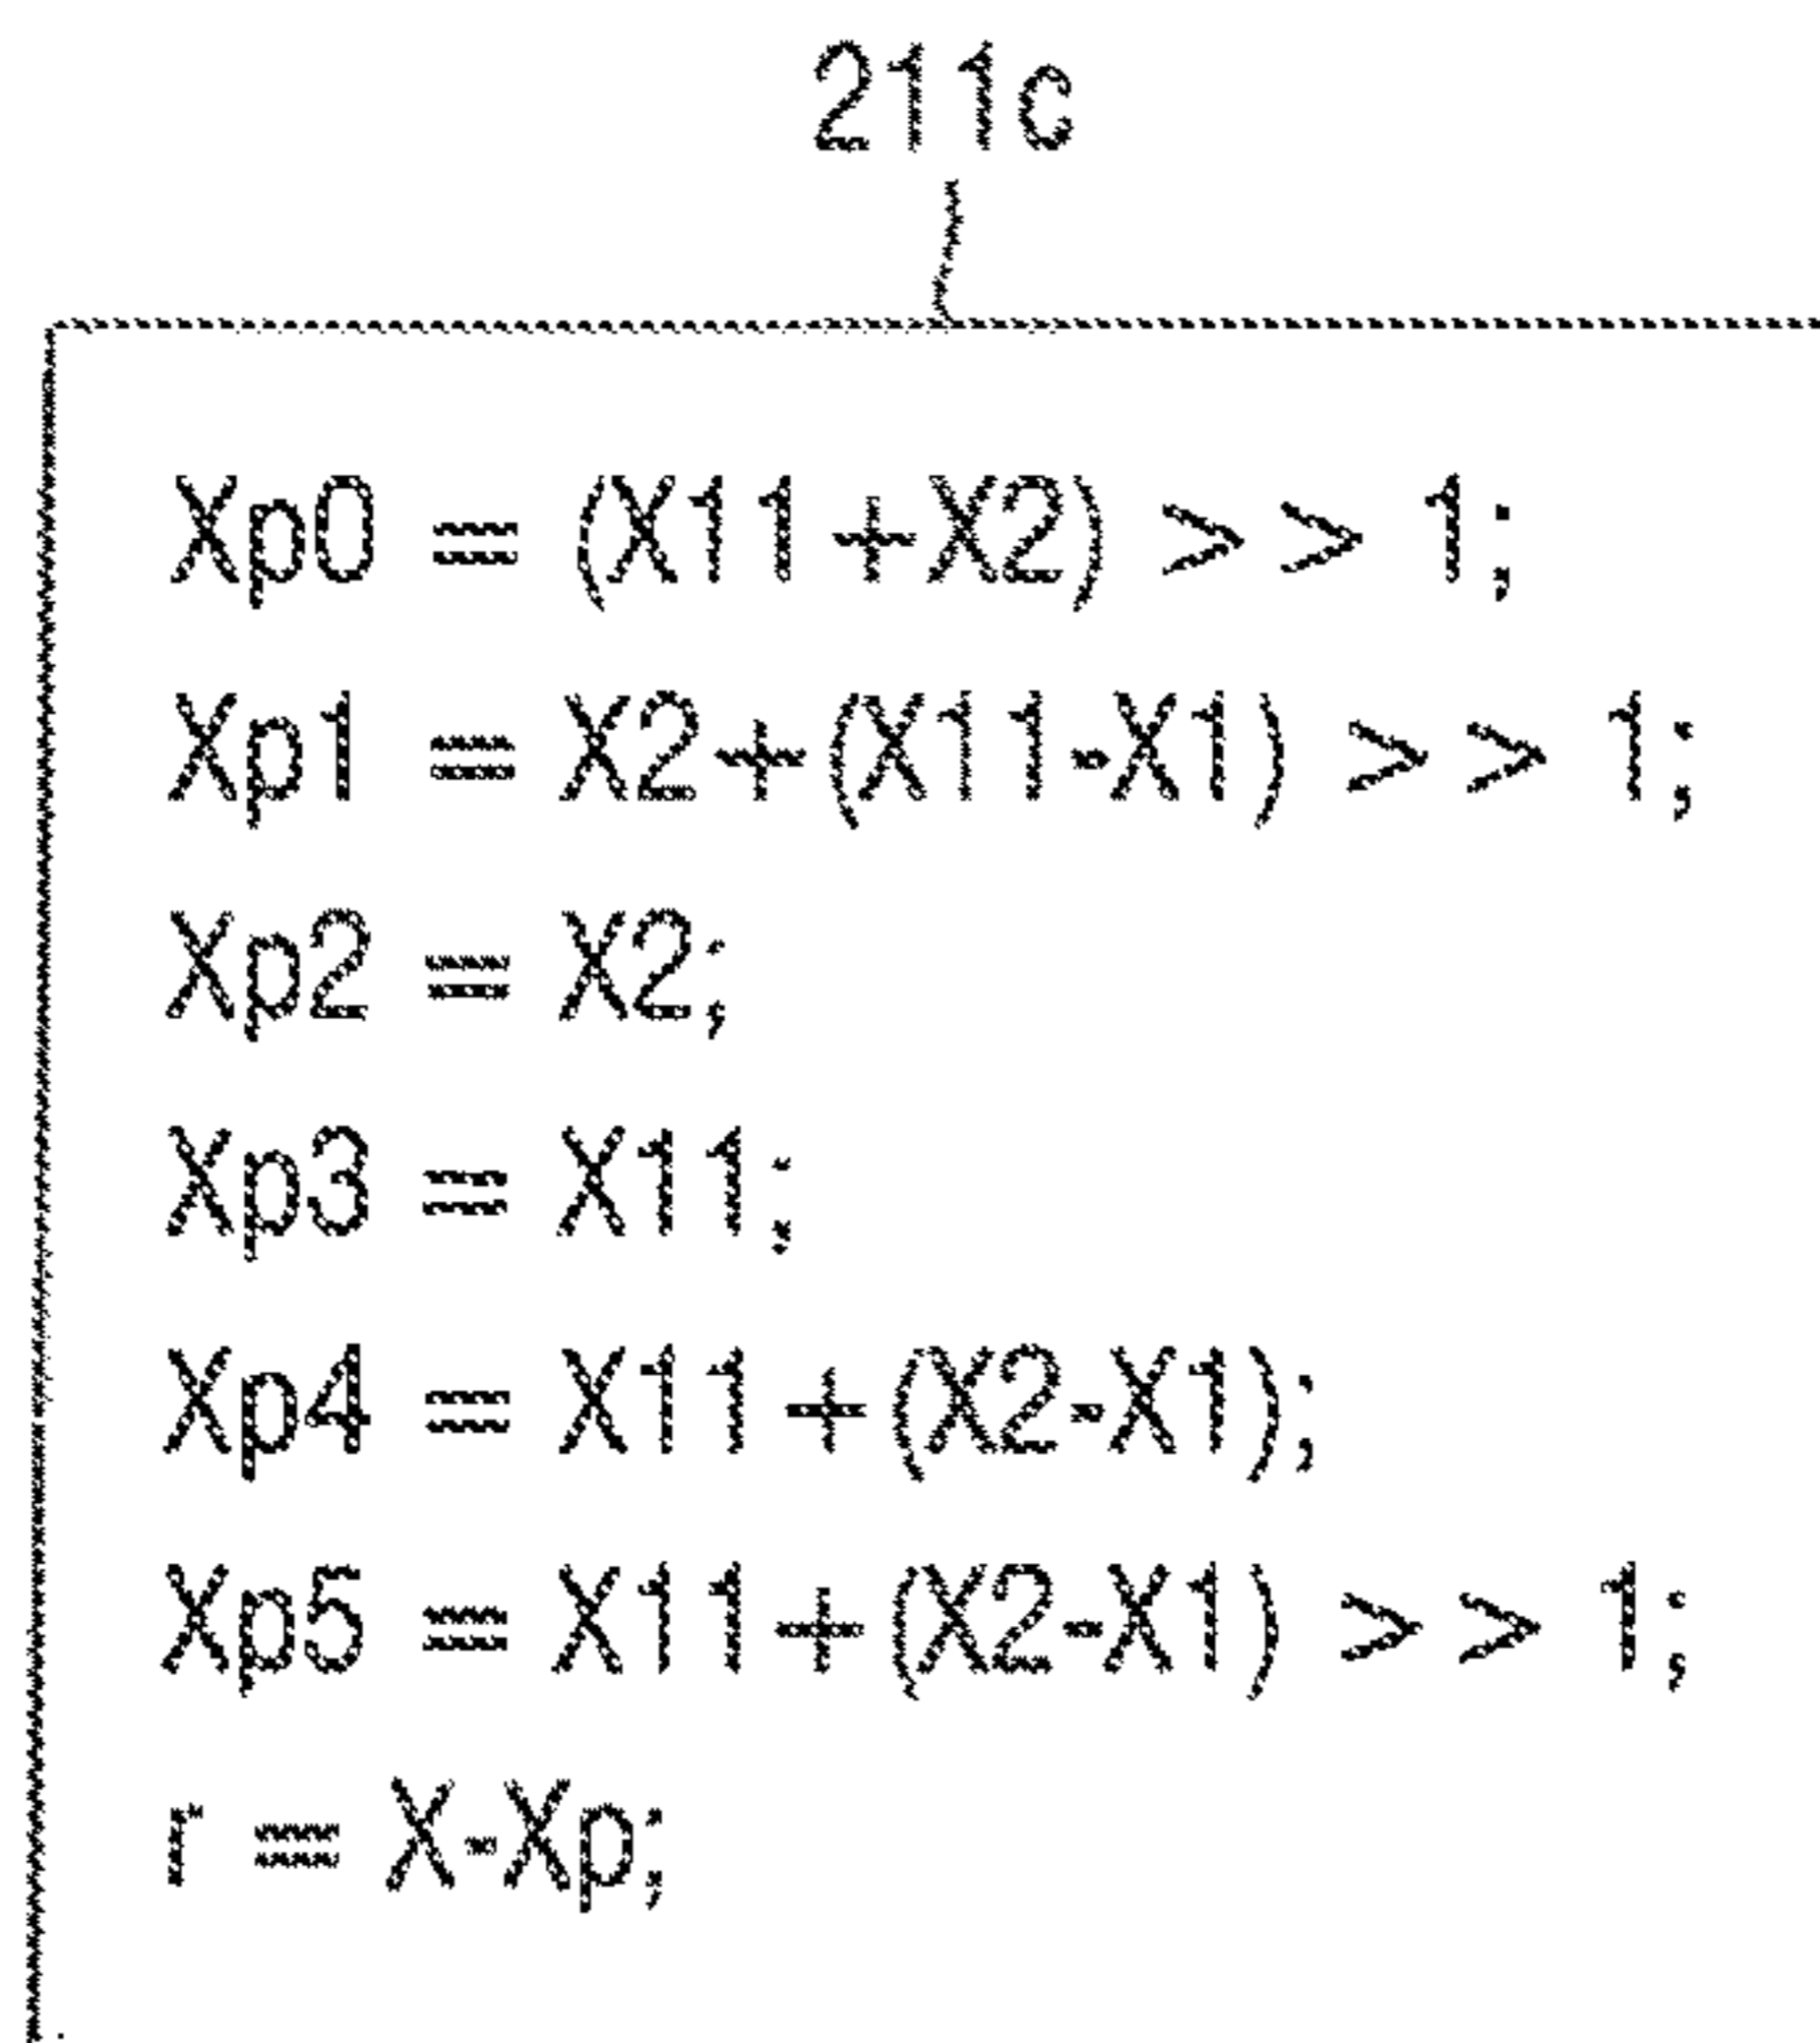 211c
Xp0 = (X11+X2) > > 1;
Xp1 = X2+(X11-X1) > > 1;
Xp2 = X2;
Xp3 = X11;
Xp4 = X11+(X2-X1);
Xp5 = X11+(X2-X1) > > 1;
r = X-Xp;